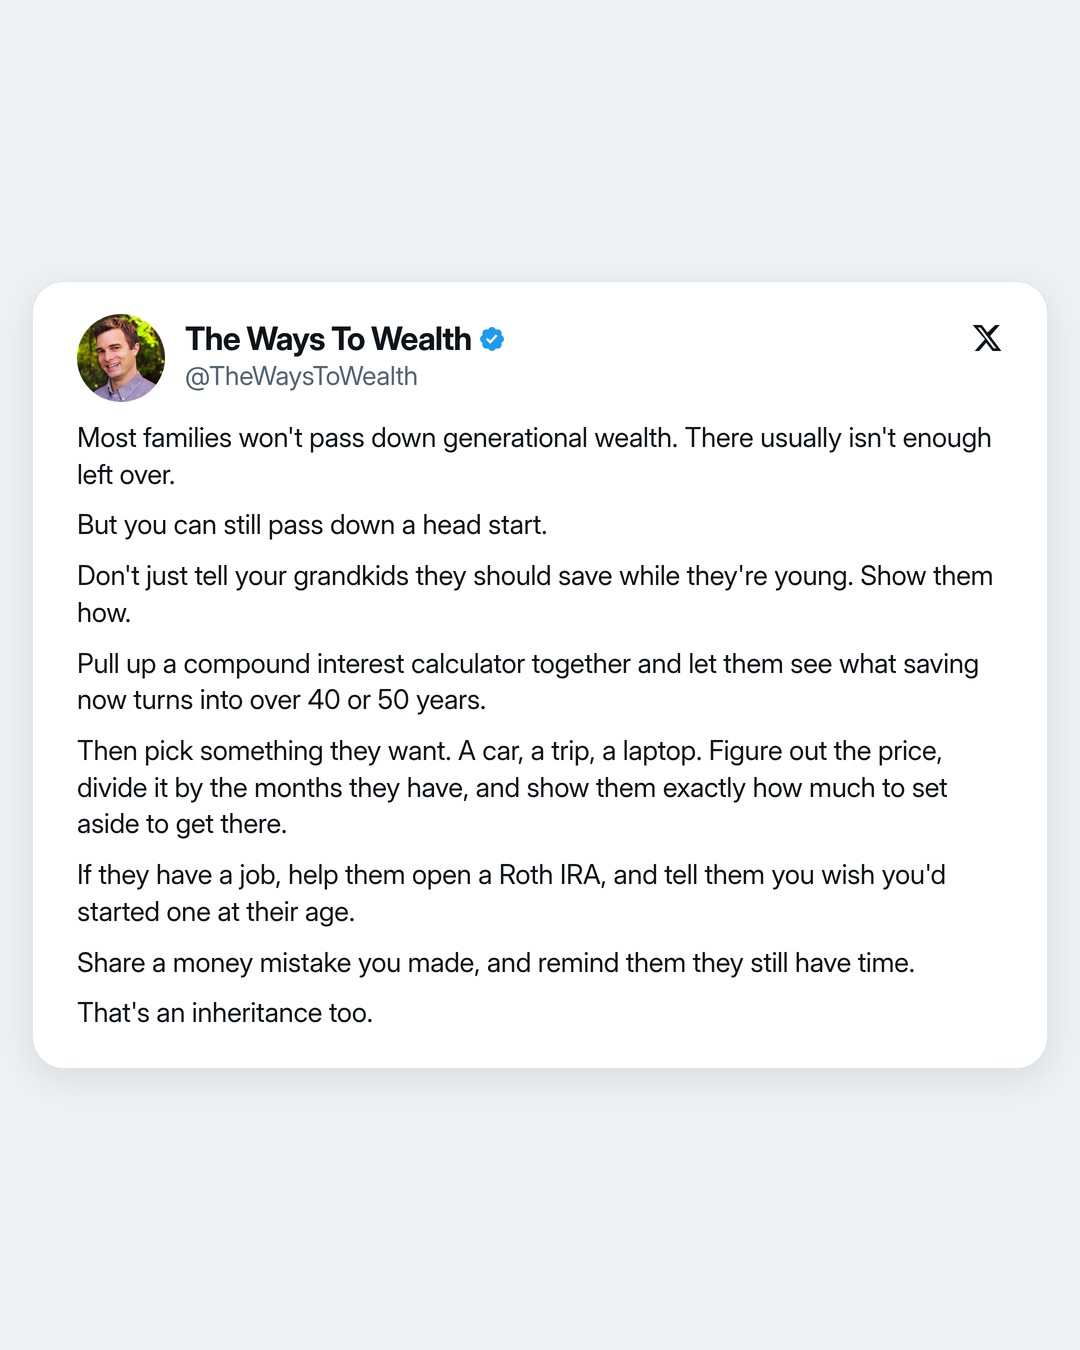 The Ways To Wealth
@TheWaysToWealth
Most families won't pass down generational wealth. There usually isn't enough
left over.
But you can still pass down a head start.
Don't just tell your grandkids they should save while they're young. Show them
how.
Pull up a compound interest calculator together and let them see what saving
now turns into over 40 or 50 years.
Then pick something they want. A car, a trip, a laptop. Figure out the price,
divide it by the months they have, and show them exactly how much to set
aside to get there.
If they have a job, help them open a Roth IRA, and tell them you wish you'd
started one at their age.
Share a money mistake you made, and remind them they still have time.
That's an inheritance too.